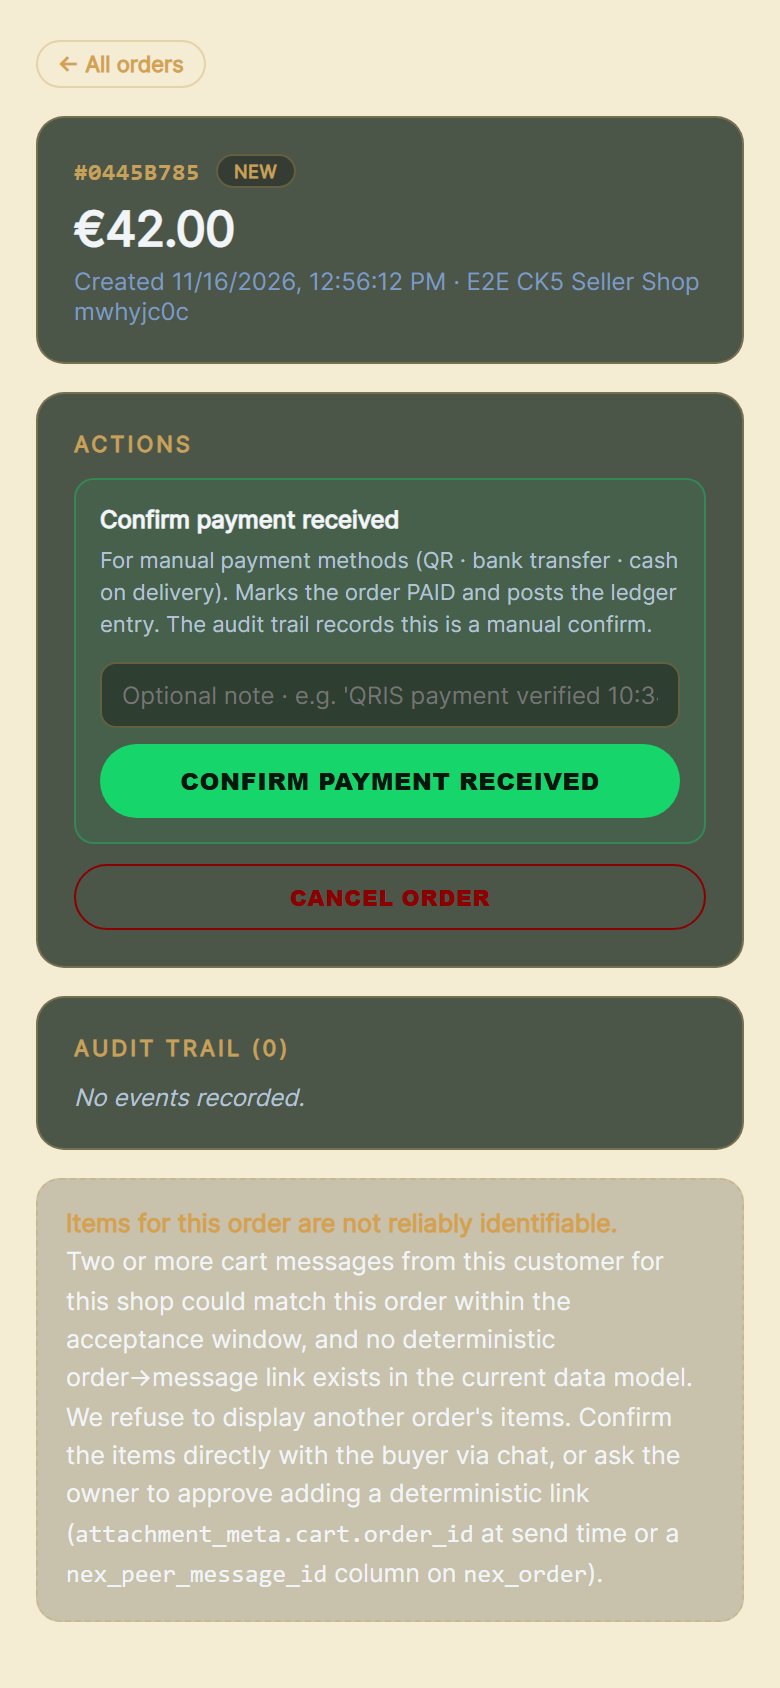 ← All orders
#0445B785 NEW
€42.00
Created 11/16/2026, 12:56:12 PM · E2E CK5 Seller Shop
mwhyjc0c
ACTIONS
Confirm payment received
For manual payment methods (QR · bank transfer · cash
on delivery). Marks the order PAID and posts the ledger
entry. The audit trail records this is a manual confirm.
Optional note · e.g. 'QRIS payment verified 10:3
CONFIRM PAYMENT RECEIVED
CANCEL ORDER
AUDIT TRAIL (0)
No events recorded.
Items for this order are not reliably identifiable.
Two or more cart messages from this customer for
this shop could match this order within the
acceptance window, and no deterministic
order→message link exists in the current data model.
We refuse to display another order's items. Confirm
the items directly with the buyer via chat, or ask the
owner to approve adding a deterministic link
(attachment_meta.cart.order_id at send time or a
nex_peer_message_id column on nex_order).